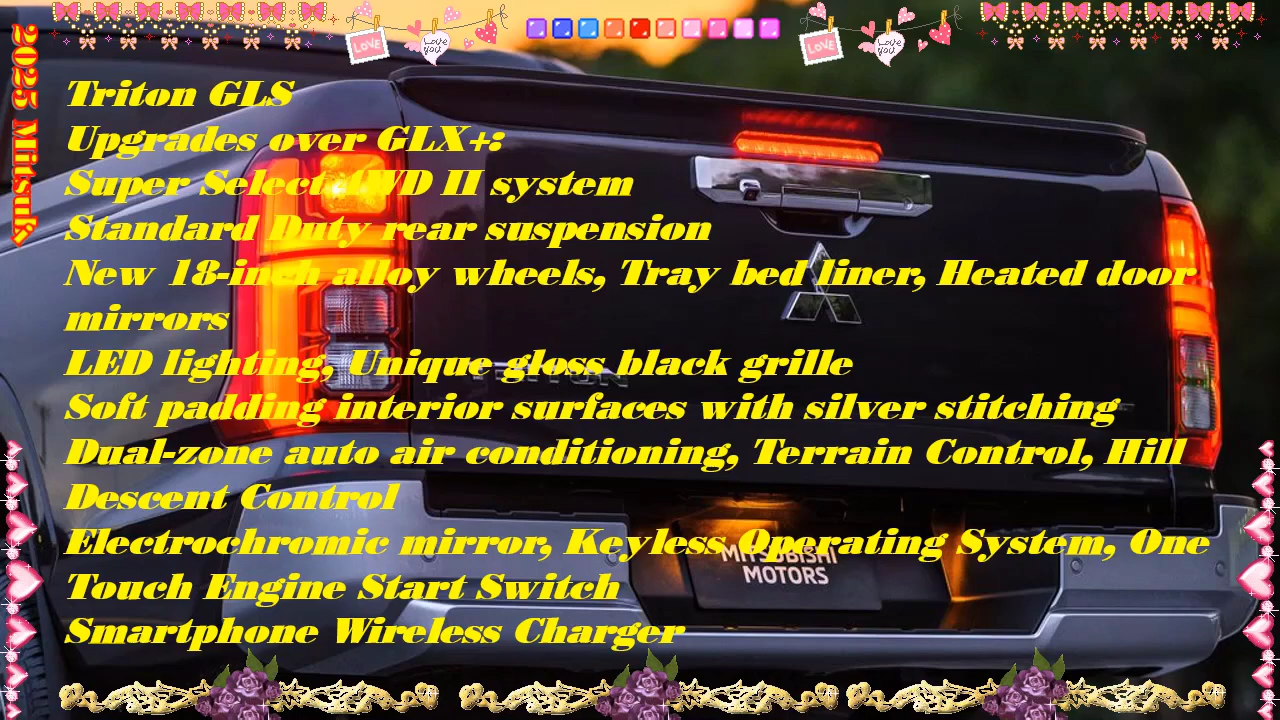 LOVE
Love you
LOVE
Love you
2025 Mitsub
Triton GLS
Upgrades over GLX+:
Super Select 4WD II system
Standard Duty rear suspension
New 18-inch alloy wheels, Tray bed liner, Heated door
mirrors
LED lighting, Unique gloss black grille
TRITON
Soft padding interior surfaces with silver stitching
Dual-zone auto air conditioning, Terrain Control, Hill
Descent Control
Electrochromic mirror, Keyless Operating System, One
MITSUBISHI
MOTORS
Touch Engine Start Switch
Smartphone Wireless Charger